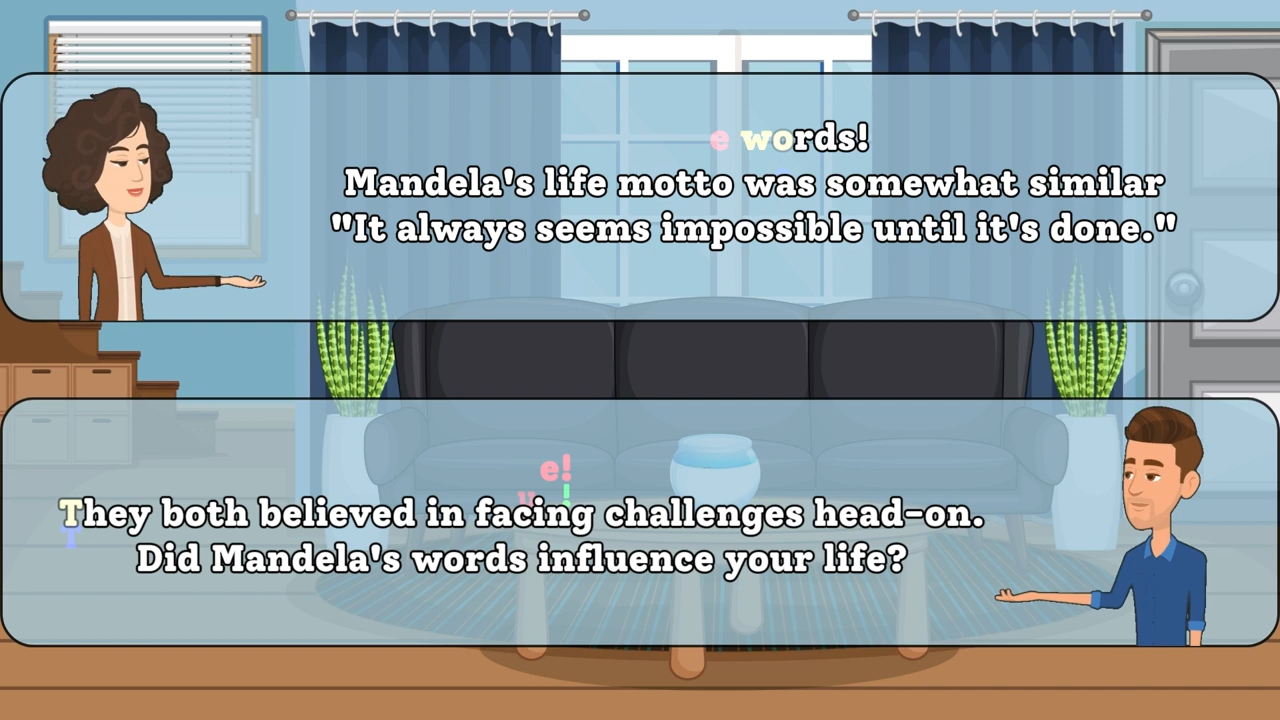 e words!
Mandela's life motto was somewhat similar
"It always seems impossible until it's done."
e!
They both believed in facing challenges head-on.
Did Mandela's words influence your life?